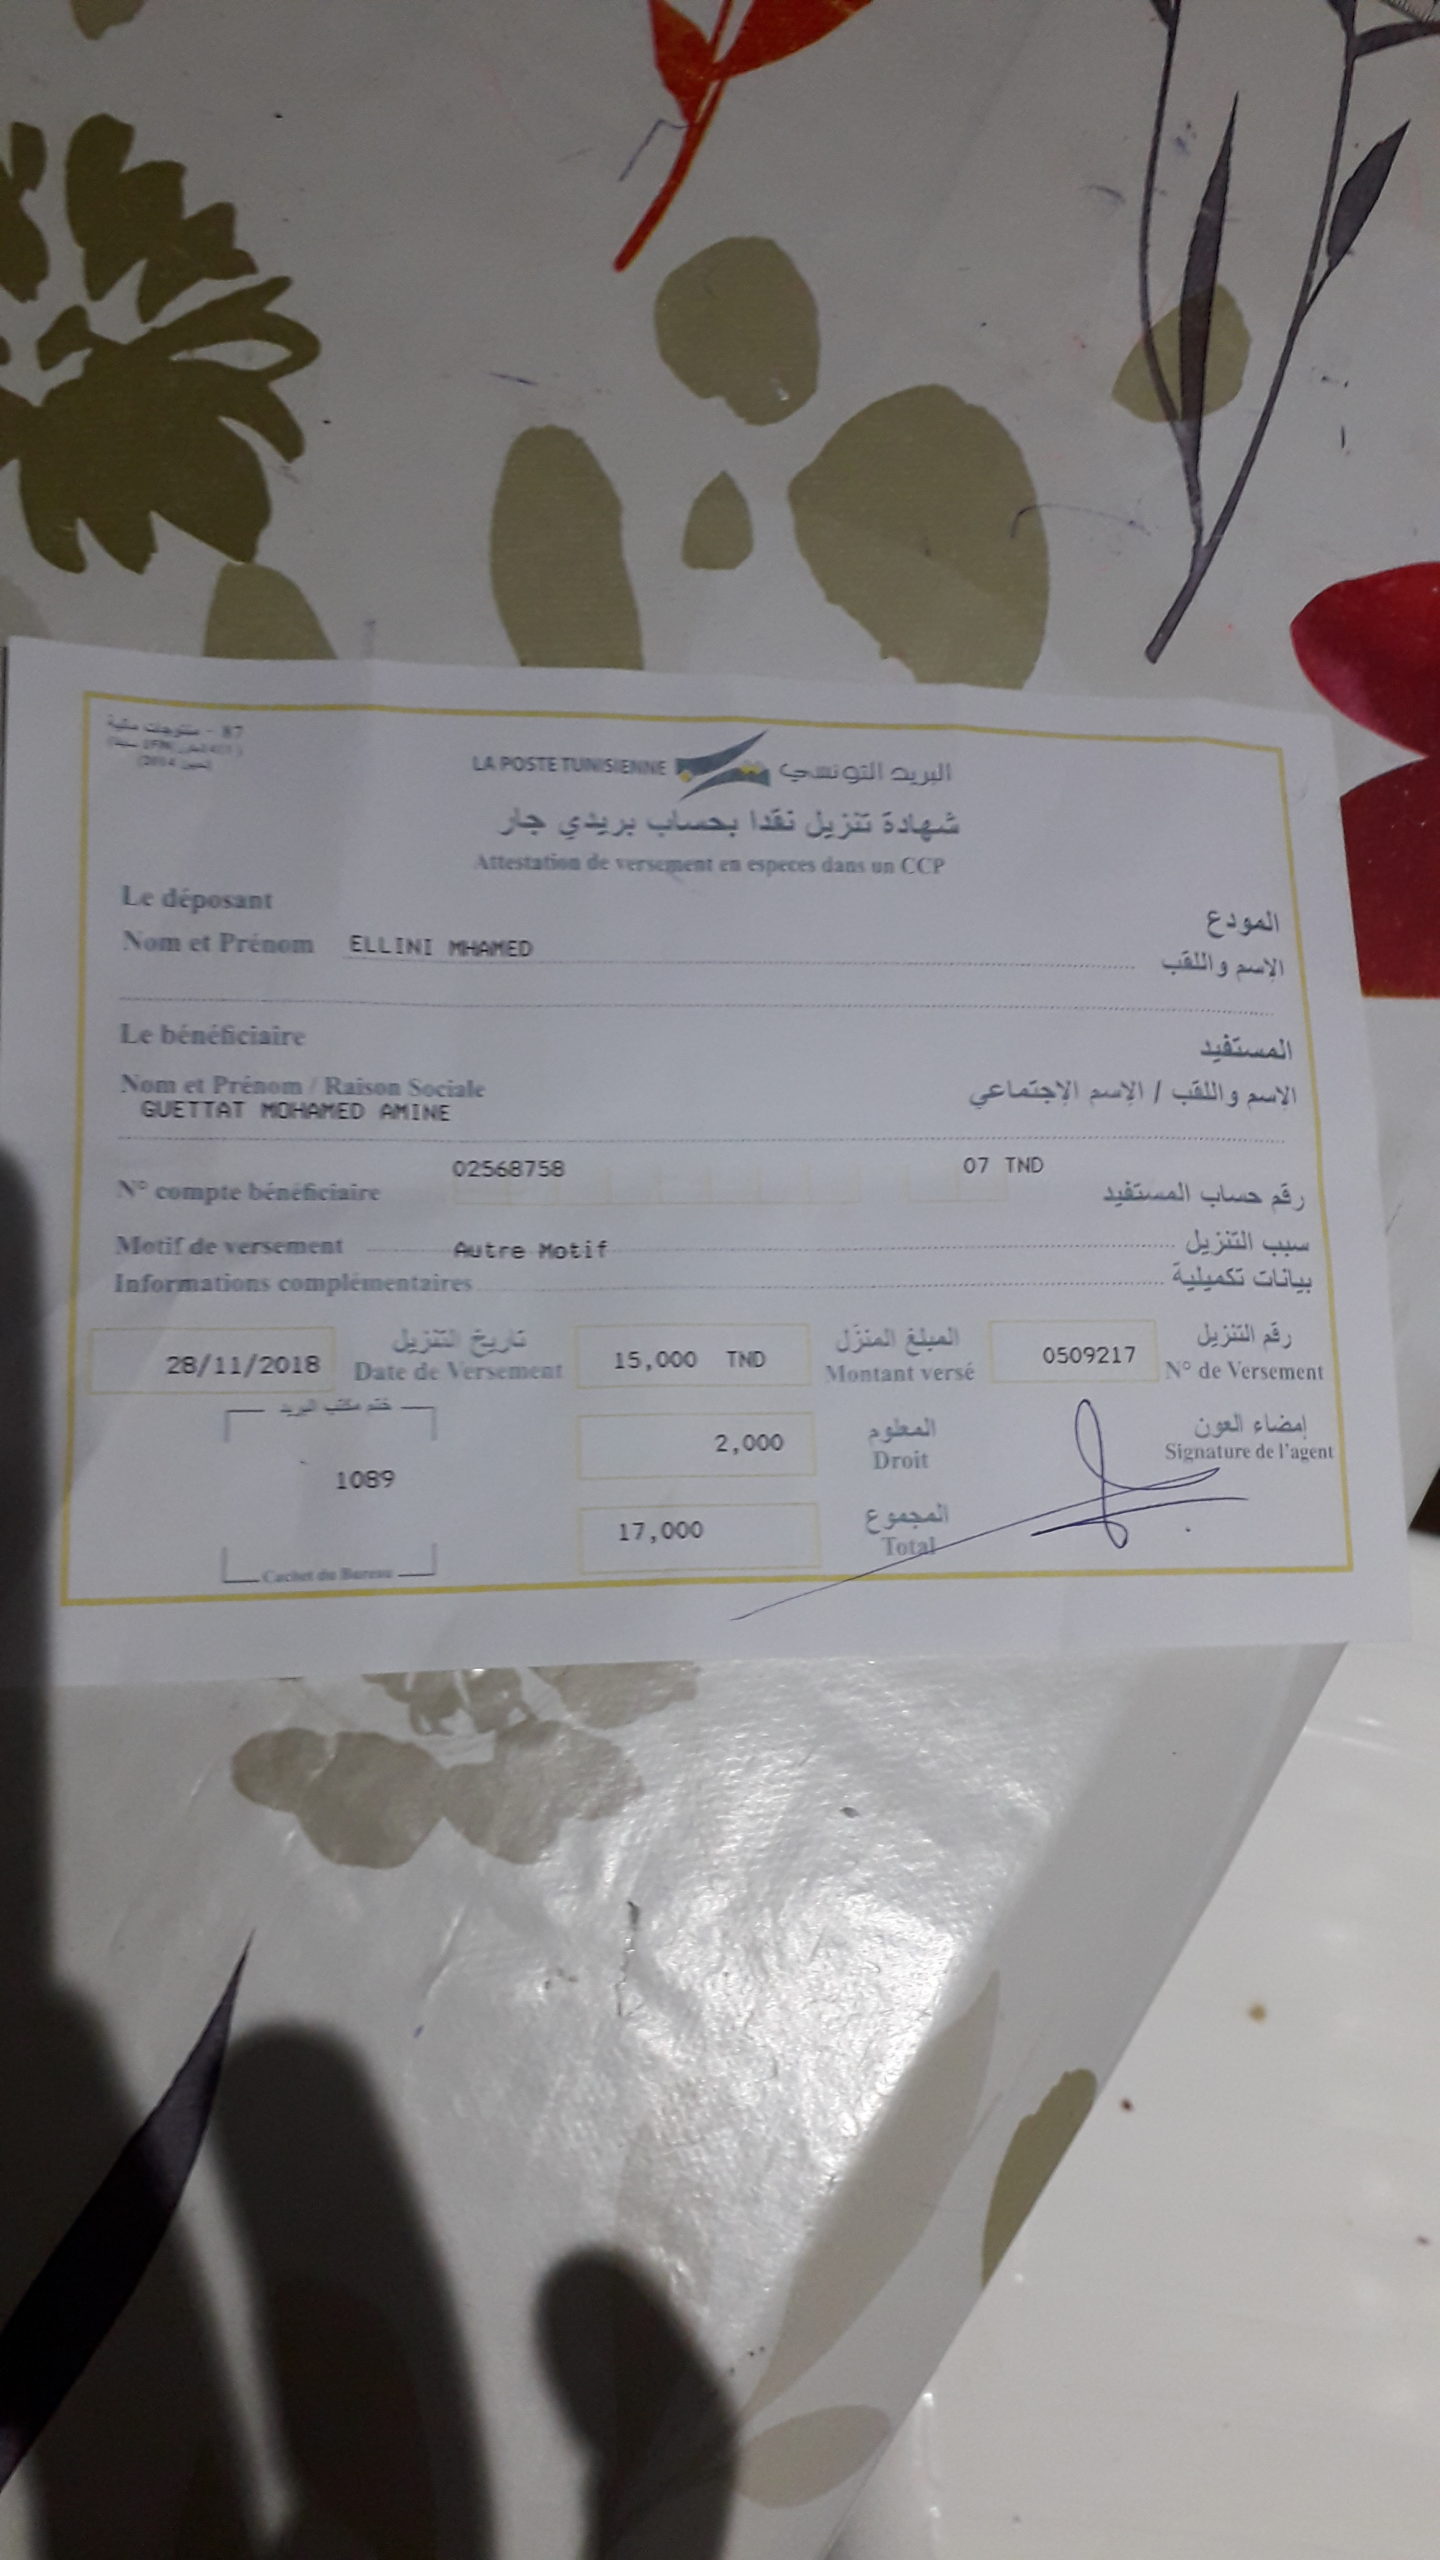 87 - منتوجات مالية
LA POSTE TUNISIENNE البريد التونسي
شهادة تنزيل نقدا بحساب بريدي جار
Attestation de versement en especes dans un CCP
Le déposant المودع
Nom et Prénom ELLINI MHAMED الإسم واللقب
Le bénéficiaire المستفيد
Nom et Prénom / Raison Sociale الاسم واللقب / الإسم الإجتماعي
GUETTAT MOHAMED AMINE
02568758 07 TND
N° compte bénéficiaire رقم حساب المستفيد
Motif de versement Autre Motif سبب التنزيل
Informations complémentaires بيانات تكميلية
28/11/2018 تاريخ التنزيل 15,000 TND المبلغ المنزّل 0509217 رقم التنزيل
Date de Versement Montant versé N° de Versement
ختم مكتب البريد
2,000 المعلوم إمضاء العون
Droit Signature de l'agent
1089
17,000 المجموع
Total
Cachet du Bureau